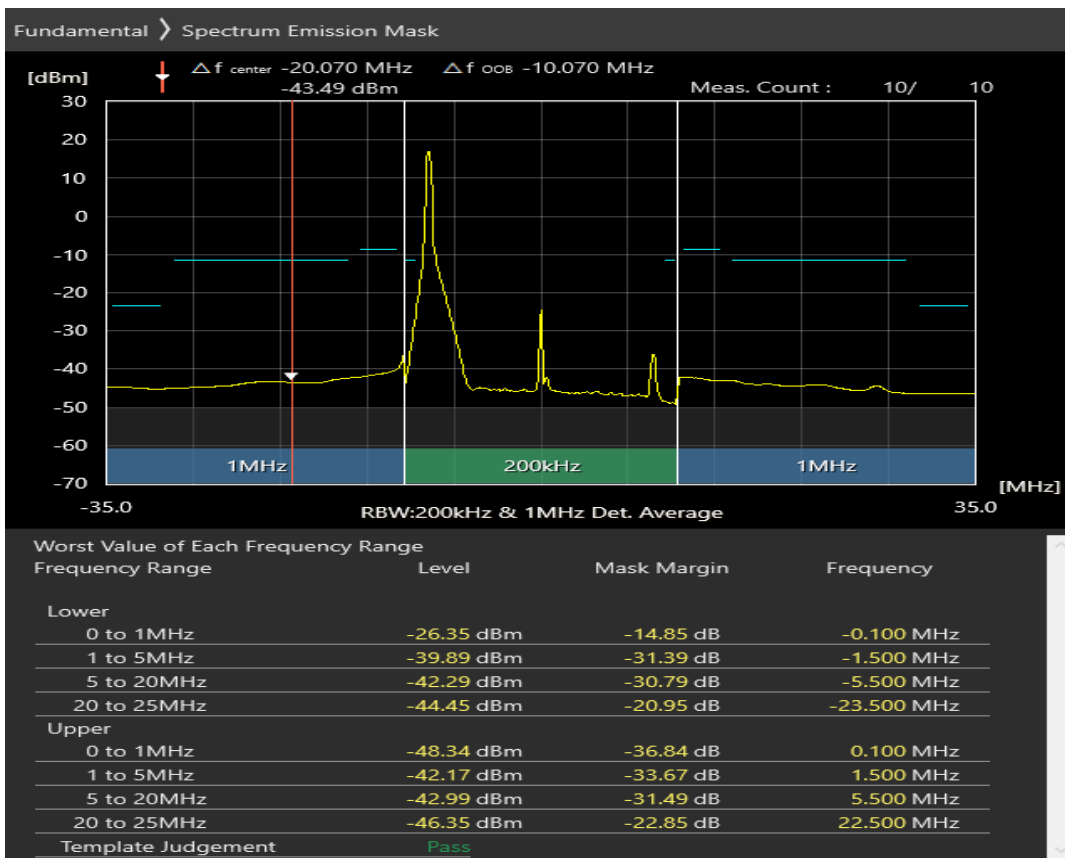 Fundamental 〉 Spectrum Emission Mask
△f center -20.070 MHz △f OOB -10.070 MHz
[dBm]
-43.49 dBm Meas. Count : 10/ 10
30
20
10
0
-10
-20
-30
-40
-50
-60
1MHz 200kHz 1MHz
-70
[MHz]
-35.0 RBW:200kHz & 1MHz Det. Average 35.0
Worst Value of Each Frequency Range
Frequency Range Level Mask Margin Frequency
Lower
0 to 1MHz -26.35 dBm -14.85 dB -0.100 MHz
1 to 5MHz -39.89 dBm -31.39 dB -1.500 MHz
5 to 20MHz -42.29 dBm -30.79 dB -5.500 MHz
20 to 25MHz -44.45 dBm -20.95 dB -23.500 MHz
Upper
0 to 1MHz -48.34 dBm -36.84 dB 0.100 MHz
1 to 5MHz -42.17 dBm -33.67 dB 1.500 MHz
5 to 20MHz -42.99 dBm -31.49 dB 5.500 MHz
20 to 25MHz -46.35 dBm -22.85 dB 22.500 MHz
Template Judgement Pass